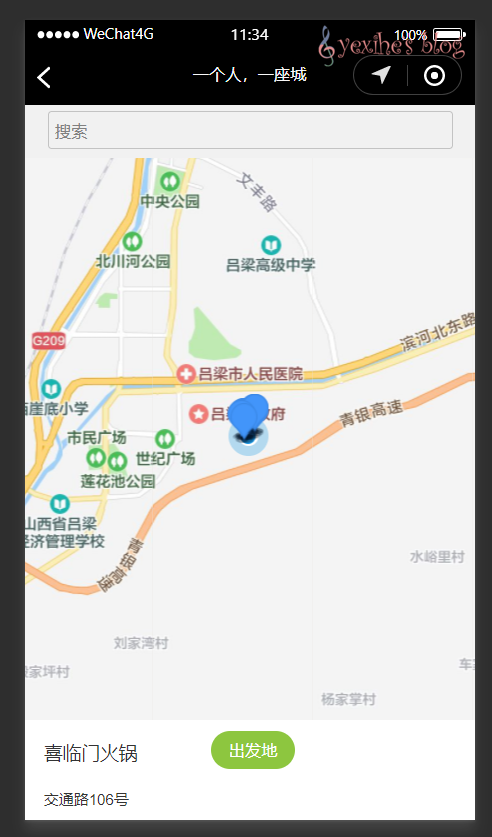 WeChat4G
11:34
100%
yexihe's blog
一个人，一座城
搜索
中央公园
文丰路
北川河公园
吕梁高级中学
G209
滨河北东路
吕梁市人民医院
崖底小学
府
青银高速
市民广场
世纪广场
莲花池公园
山西省吕梁
经济管理学校
青银高速
水峪里村
刘家湾村
家坪村
车
杨家掌村
喜临门火锅
出发地
交通路106号